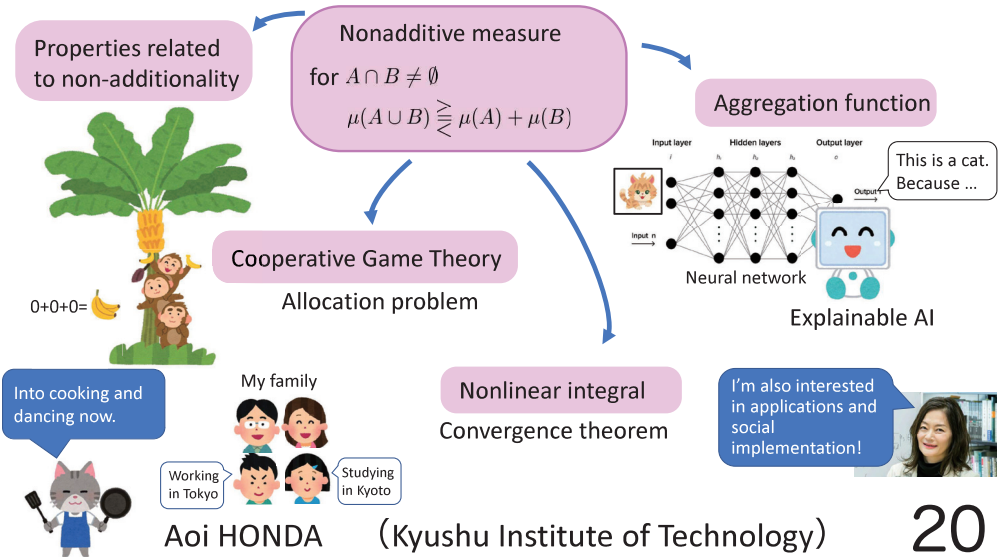 Properties related
to non-additionality
Nonadditive measure
for A ∩ B ≠ ∅
μ(A ∪ B) ⪌ μ(A) + μ(B)
Aggregation function
Input layer
Hidden layers
Output layer
i
h₁
h₂
hₙ
o
Input n
Output
This is a cat.
Because ...
Neural network
Explainable AI
Cooperative Game Theory
Allocation problem
0+0+0=
Nonlinear integral
Convergence theorem
Into cooking and
dancing now.
My family
Working
in Tokyo
Studying
in Kyoto
I’m also interested
in applications and
social
implementation!
Aoi HONDA （Kyushu Institute of Technology）
20